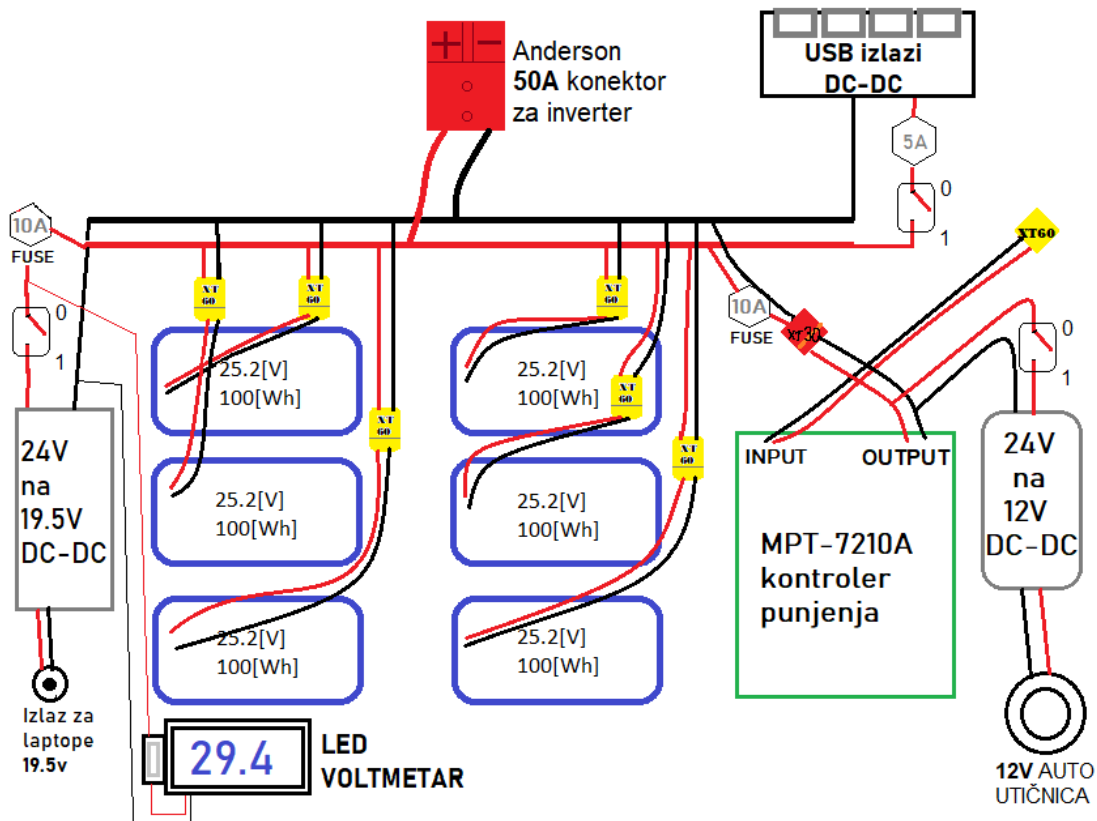 Anderson
50A konektor
za inverter
USB izlazi
DC-DC
5A
0
1
10A
FUSE
0
1
XT
60
XT
60
XT
60
XT60
10A
FUSE
xr30
0
1
25.2[V]
100[Wh]
25.2[V]
100[Wh]
XT
60
XT
60
XT
60
24V
na
19.5V
DC-DC
INPUT
OUTPUT
24V
na
12V
DC-DC
25.2[V]
100[Wh]
25.2[V]
100[Wh]
MPT-7210A
kontroler
punjenja
25.2[V]
100[Wh]
25.2[V]
100[Wh]
Izlaz za
laptope
19.5v
29.4
LED
VOLTMETAR
12V AUTO
UTIČNICA